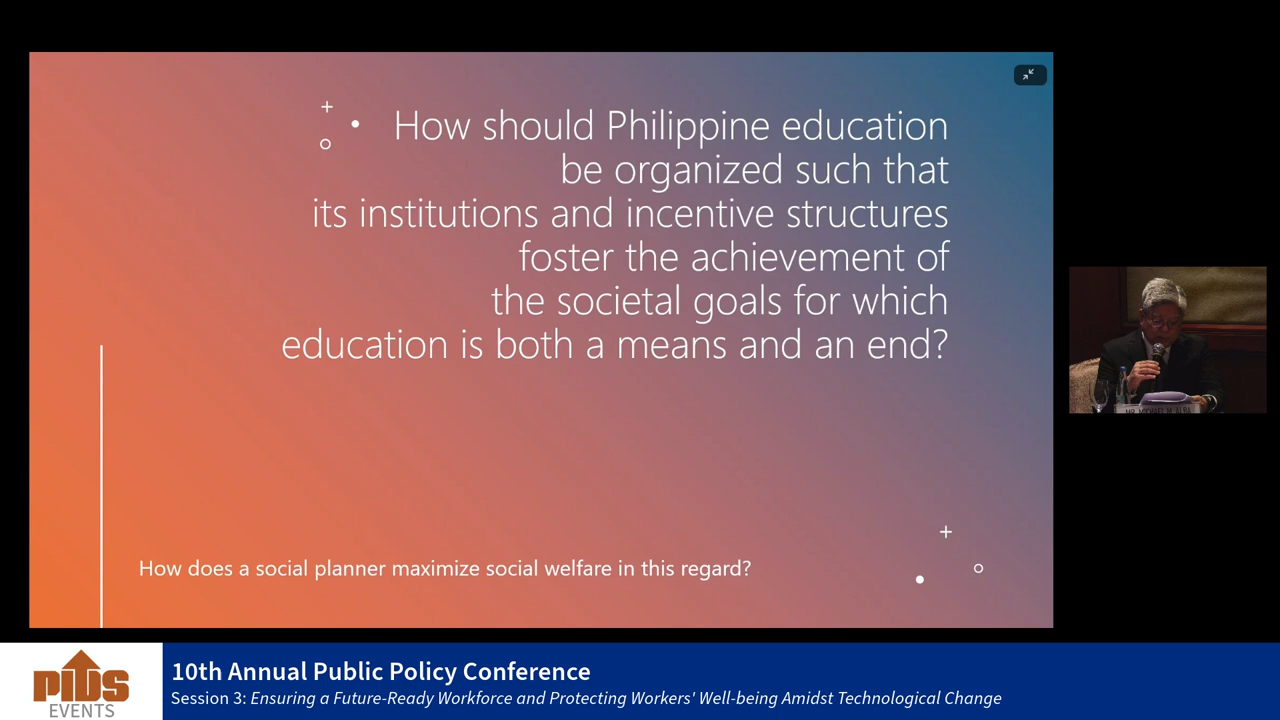 How should Philippine education
be organized such that
its institutions and incentive structures
foster the achievement of
the societal goals for which
education is both a means and an end?
How does a social planner maximize social welfare in this regard?
MR. MICHAEL M. ALBA
PIDS
EVENTS
10th Annual Public Policy Conference
Session 3: Ensuring a Future-Ready Workforce and Protecting Workers' Well-being Amidst Technological Change